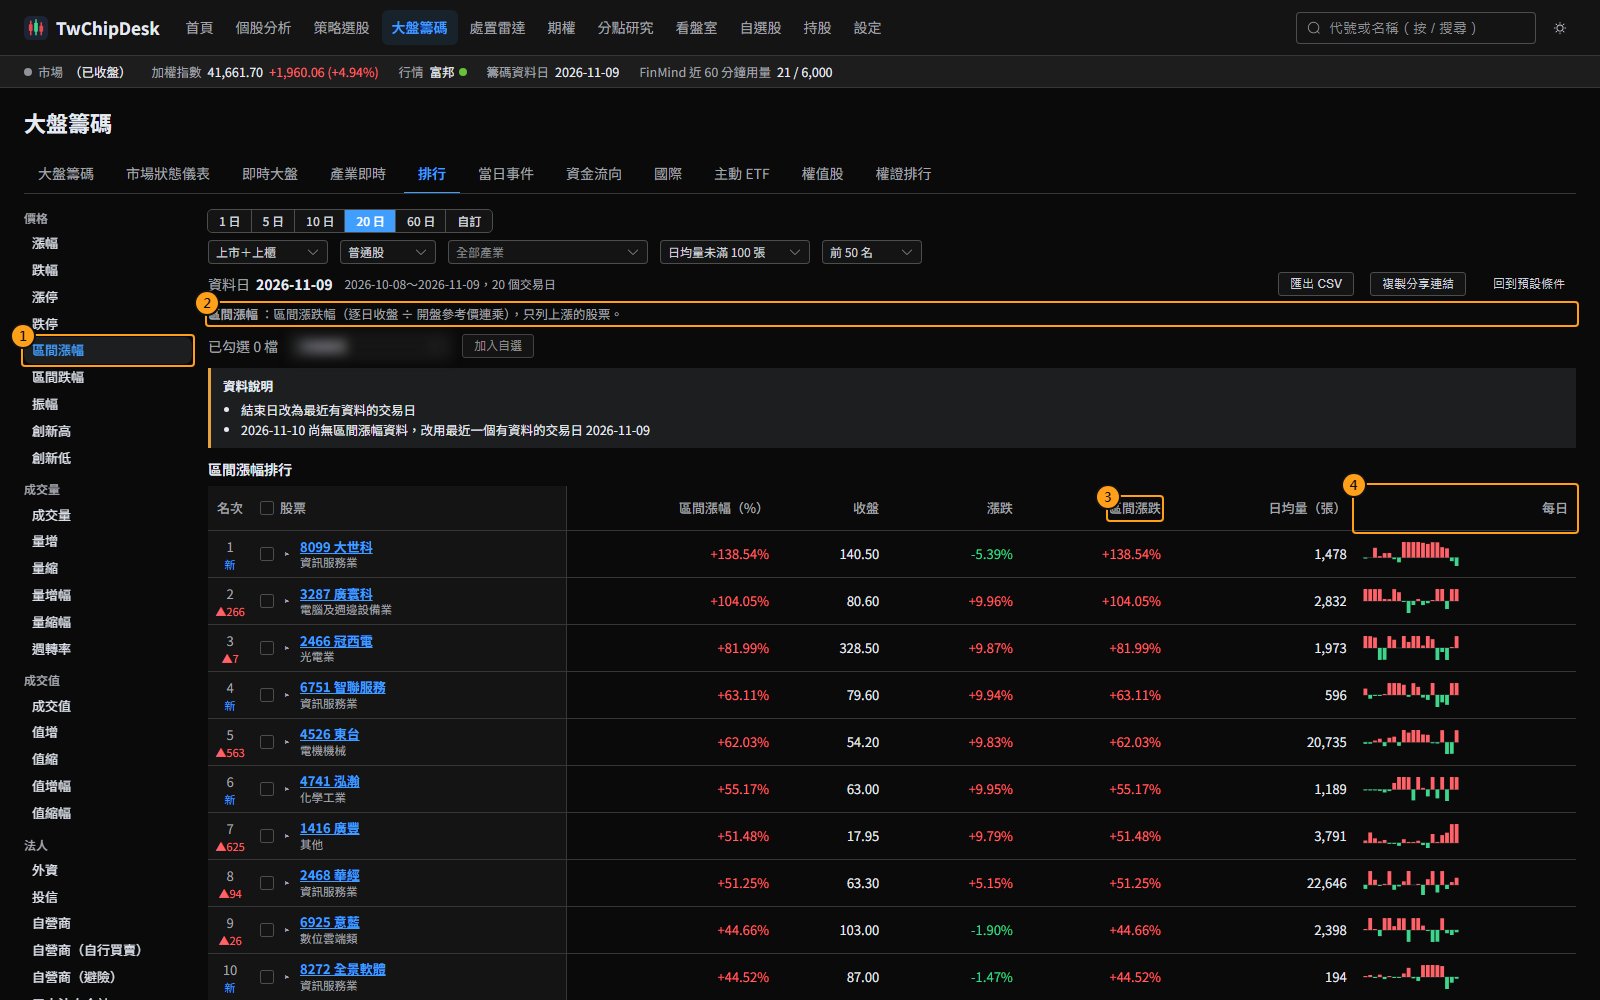 TwChipDesk 首頁 個股分析 策略選股 大盤籌碼 處置雷達 期權 分點研究 看盤室 自選股 持股 設定 代號或名稱（按 / 搜尋）
市場 （已收盤） 加權指數 41,661.70 +1,960.06 (+4.94%) 行情 富邦 籌碼資料日 2026-11-09 FinMind 近 60 分鐘用量 21 / 6,000
大盤籌碼
大盤籌碼 市場狀態儀表 即時大盤 產業即時 排行 當日事件 資金流向 國際 主動 ETF 權值股 權證排行
價格
漲幅
跌幅
漲停
跌停
1
區間漲幅
區間跌幅
振幅
創新高
創新低
成交量
成交量
量增
量縮
量增幅
量縮幅
週轉率
成交值
成交值
值增
值縮
值增幅
值縮幅
法人
外資
投信
自營商
自營商（自行買賣）
自營商（避險）
1 日 5 日 10 日 20 日 60 日 自訂
上市＋上櫃 普通股 全部產業 日均量未滿 100 張 前 50 名
資料日 2026-11-09 2026-10-08～2026-11-09，20 個交易日 匯出 CSV 複製分享連結 回到預設條件
2
區間漲幅 ：區間漲跌幅（逐日收盤 ÷ 開盤參考價連乘），只列上漲的股票。
已勾選 0 檔 加入自選
資料說明
結束日改為最近有資料的交易日
2026-11-10 尚無區間漲幅資料，改用最近一個有資料的交易日 2026-11-09
區間漲幅排行
3 4
名次 股票 區間漲幅（%） 收盤 漲跌 區間漲跌 日均量（張） 每日
1 新 8099 大世科 資訊服務業 +138.54% 140.50 -5.39% +138.54% 1,478
2 ▲266 3287 廣寰科 電腦及週邊設備業 +104.05% 80.60 +9.96% +104.05% 2,832
3 ▲7 2466 冠西電 光電業 +81.99% 328.50 +9.87% +81.99% 1,973
4 新 6751 智聯服務 資訊服務業 +63.11% 79.60 +9.94% +63.11% 596
5 ▲563 4526 東台 電機機械 +62.03% 54.20 +9.83% +62.03% 20,735
6 新 4741 泓瀚 化學工業 +55.17% 63.00 +9.95% +55.17% 1,189
7 ▲625 1416 廣豐 其他 +51.48% 17.95 +9.79% +51.48% 3,791
8 ▲94 2468 華經 資訊服務業 +51.25% 63.30 +5.15% +51.25% 22,646
9 ▲26 6925 意藍 數位雲端類 +44.66% 103.00 -1.90% +44.66% 2,398
10 新 8272 全景軟體 資訊服務業 +44.52% 87.00 -1.47% +44.52% 194